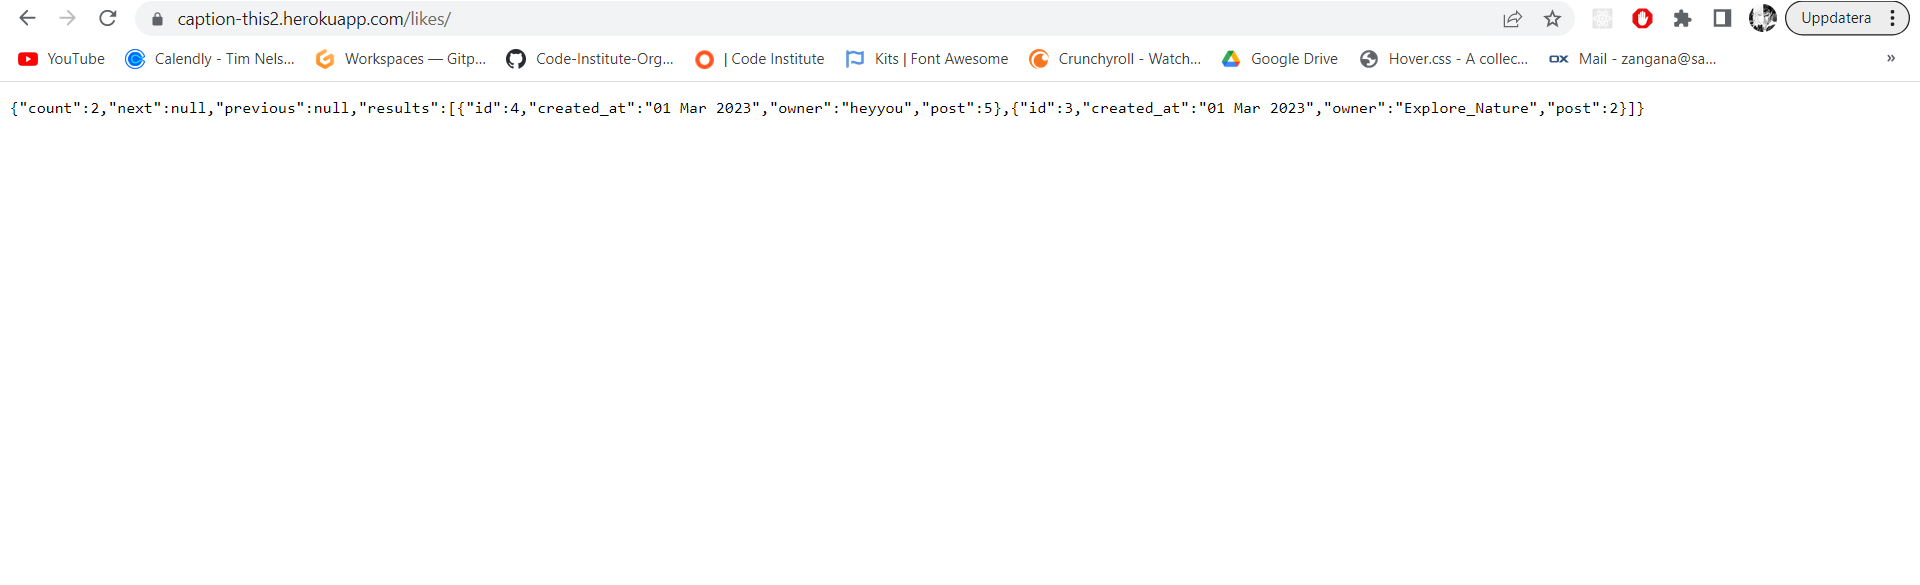 caption-this2.herokuapp.com/likes/
Uppdatera
YouTube Calendly - Tim Nels... Workspaces — Gitp... Code-Institute-Org... | Code Institute Kits | Font Awesome Crunchyroll - Watch... Google Drive Hover.css - A collec... OX Mail - zangana@sa... »
{"count":2,"next":null,"previous":null,"results":[{"id":4,"created_at":"01 Mar 2023","owner":"heyyou","post":5},{"id":3,"created_at":"01 Mar 2023","owner":"Explore_Nature","post":2}]}